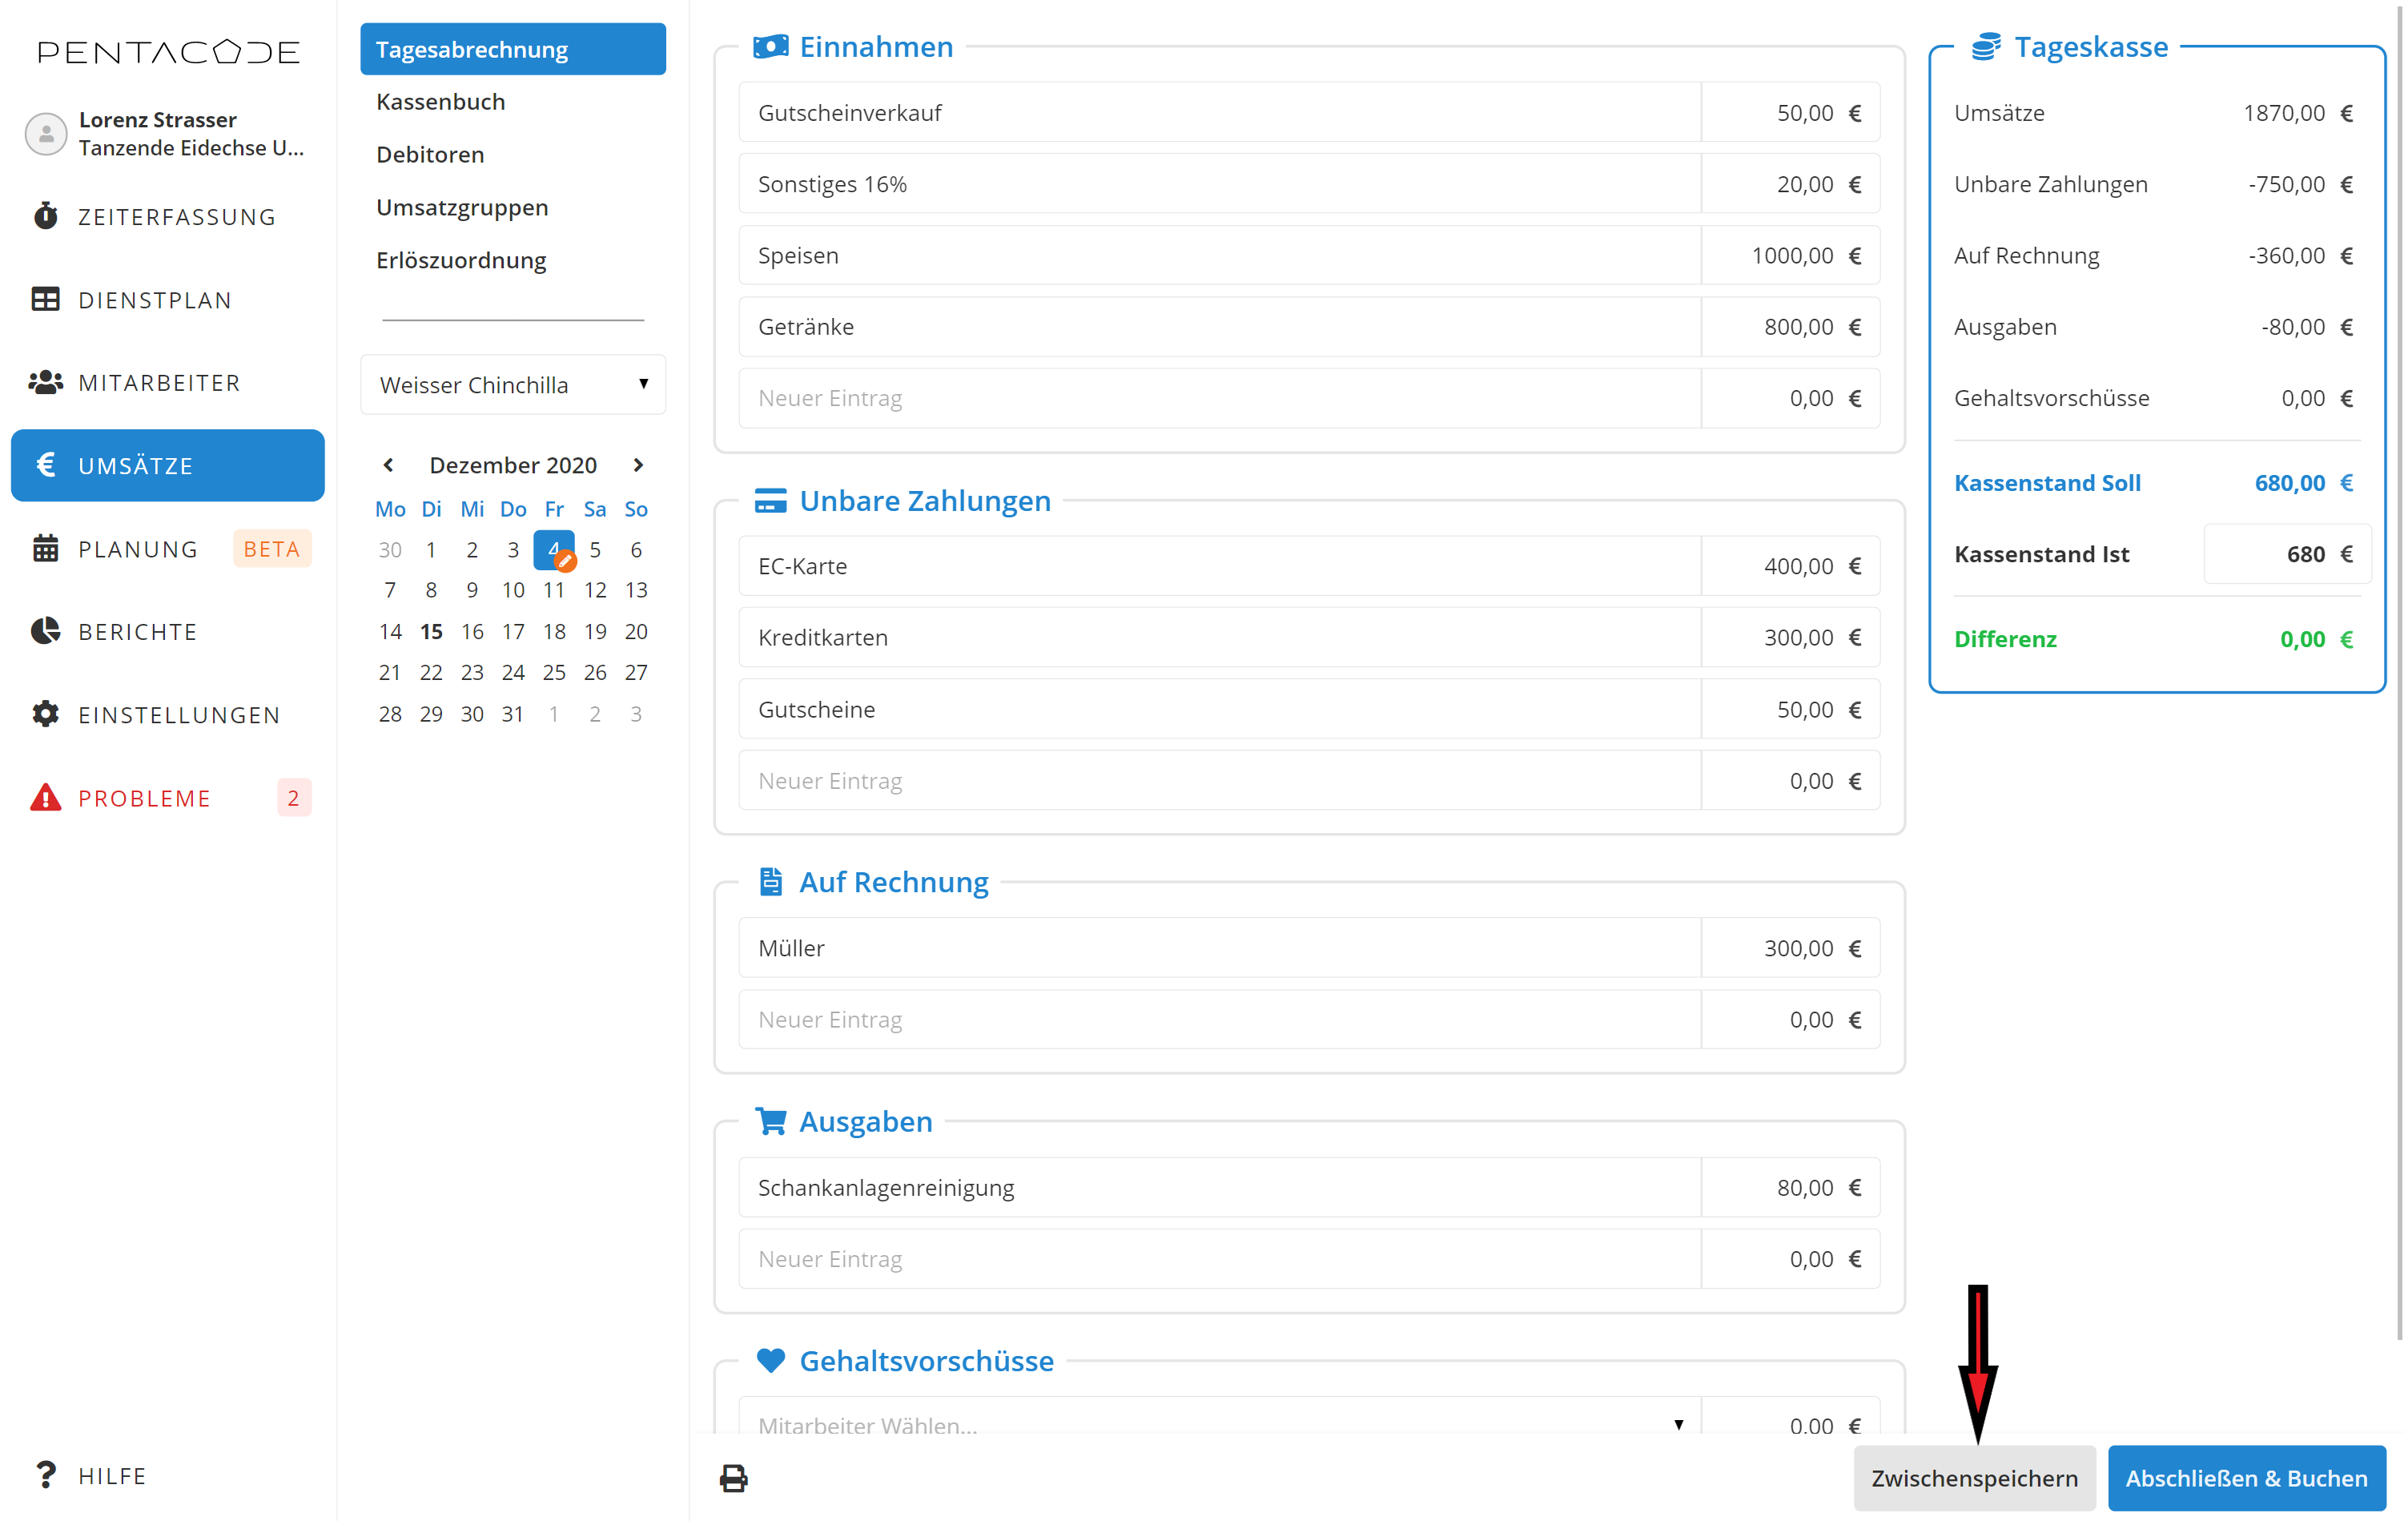 PENTACODE
Lorenz Strasser
Tanzende Eidechse U...
ZEITERFASSUNG
DIENSTPLAN
MITARBEITER
€ UMSÄTZE
PLANUNG BETA
BERICHTE
EINSTELLUNGEN
PROBLEME 2
? HILFE
Tagesabrechnung
Kassenbuch
Debitoren
Umsatzgruppen
Erlöszuordnung
Weisser Chinchilla
Dezember 2020
Mo Di Mi Do Fr Sa So
30 1 2 3 4 5 6
7 8 9 10 11 12 13
14 15 16 17 18 19 20
21 22 23 24 25 26 27
28 29 30 31 1 2 3
Einnahmen
Gutscheinverkauf 50,00 €
Sonstiges 16% 20,00 €
Speisen 1000,00 €
Getränke 800,00 €
Neuer Eintrag 0,00 €
Unbare Zahlungen
EC-Karte 400,00 €
Kreditkarten 300,00 €
Gutscheine 50,00 €
Neuer Eintrag 0,00 €
Auf Rechnung
Müller 300,00 €
Neuer Eintrag 0,00 €
Ausgaben
Schankanlagenreinigung 80,00 €
Neuer Eintrag 0,00 €
Gehaltsvorschüsse
Mitarbeiter Wählen... 0,00 €
Tageskasse
Umsätze 1870,00 €
Unbare Zahlungen -750,00 €
Auf Rechnung -360,00 €
Ausgaben -80,00 €
Gehaltsvorschüsse 0,00 €
Kassenstand Soll 680,00 €
Kassenstand Ist 680 €
Differenz 0,00 €
Zwischenspeichern
Abschließen & Buchen